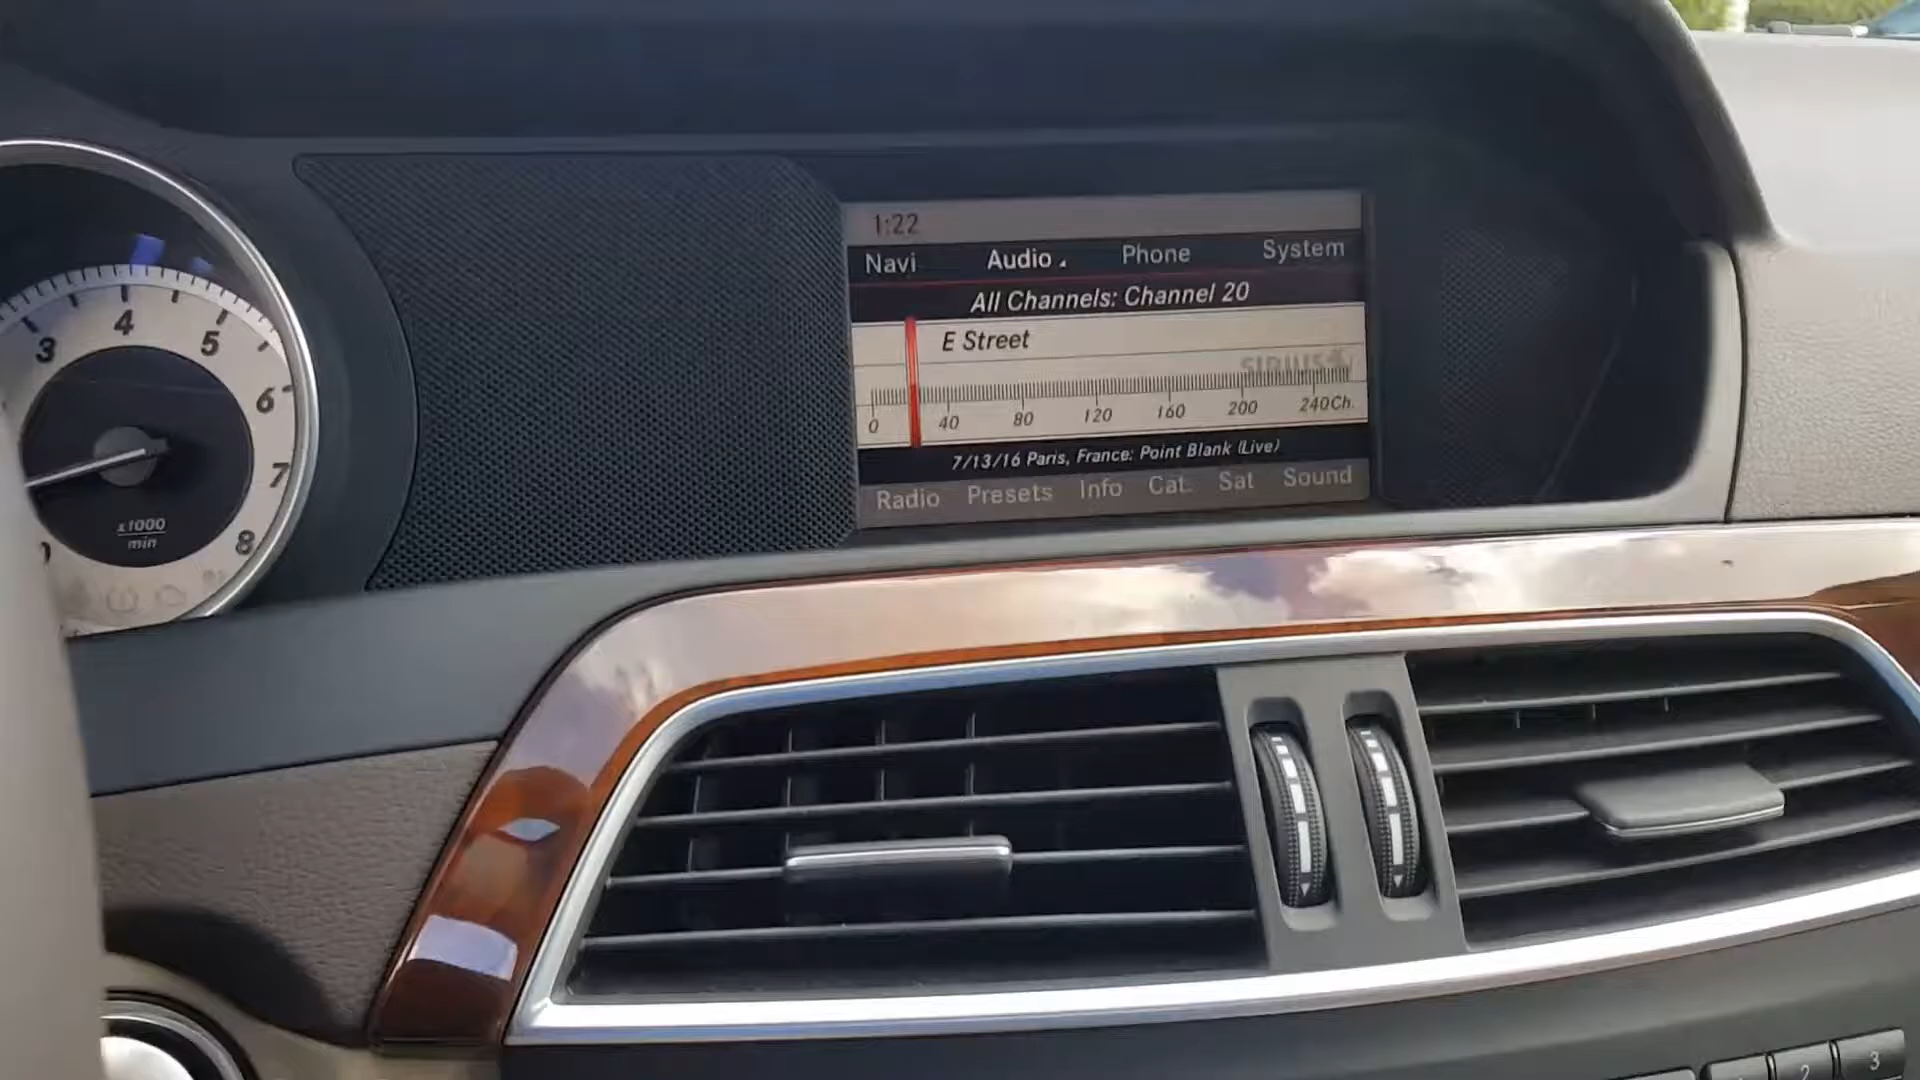 1:22
Navi Audio Phone System
All Channels: Channel 20
E Street
SIRIUS
0 40 80 120 160 200 240Ch.
7/13/16 Paris, France: Point Blank (Live)
Radio Presets Info Cat. Sat Sound
3 4 5 6 7 8
x1000
min
2 3